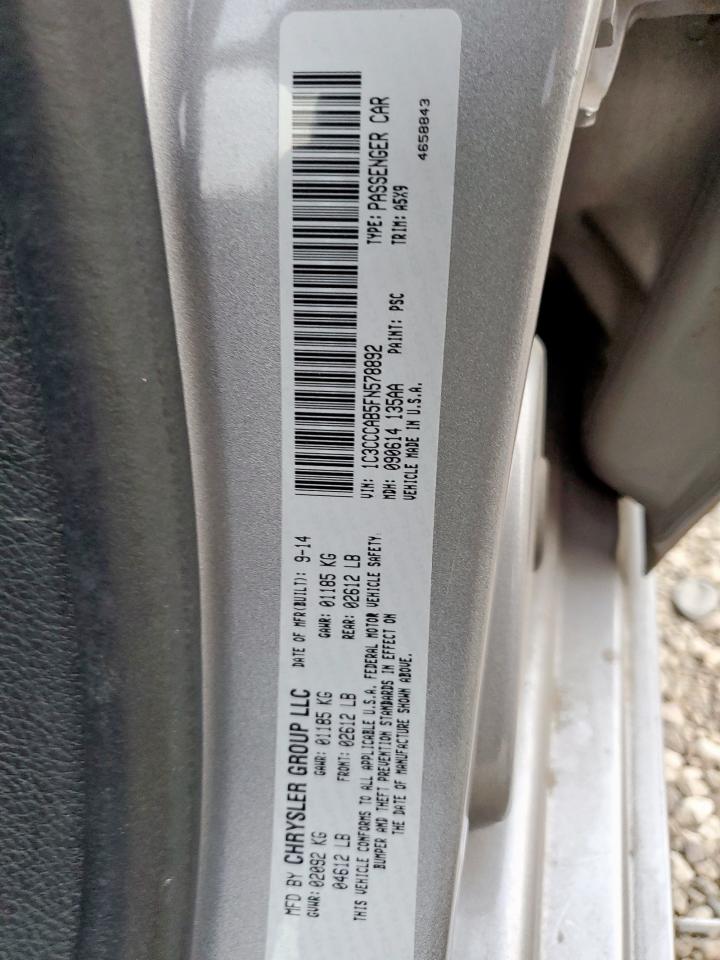 MFD BY CHRYSLER GROUP LLC DATE OF MFR(BUILT): 9-14
GVWR: 02092 KG GAWR: 01185 KG GAWR: 01185 KG
04612 LB FRONT: 02612 LB REAR: 02612 LB
THIS VEHICLE CONFORMS TO ALL APPLICABLE U.S.A. FEDERAL MOTOR VEHICLE SAFETY,
BUMPER AND THEFT PREVENTION STANDARDS IN EFFECT ON
THE DATE OF MANUFACTURE SHOWN ABOVE.
VIN: 1C3CCCAB5FN578892 TYPE: PASSENGER CAR
MDH: 090614 135AA PAINT: PSC TRIM: A5X9
VEHICLE MADE IN U.S.A. 4658843